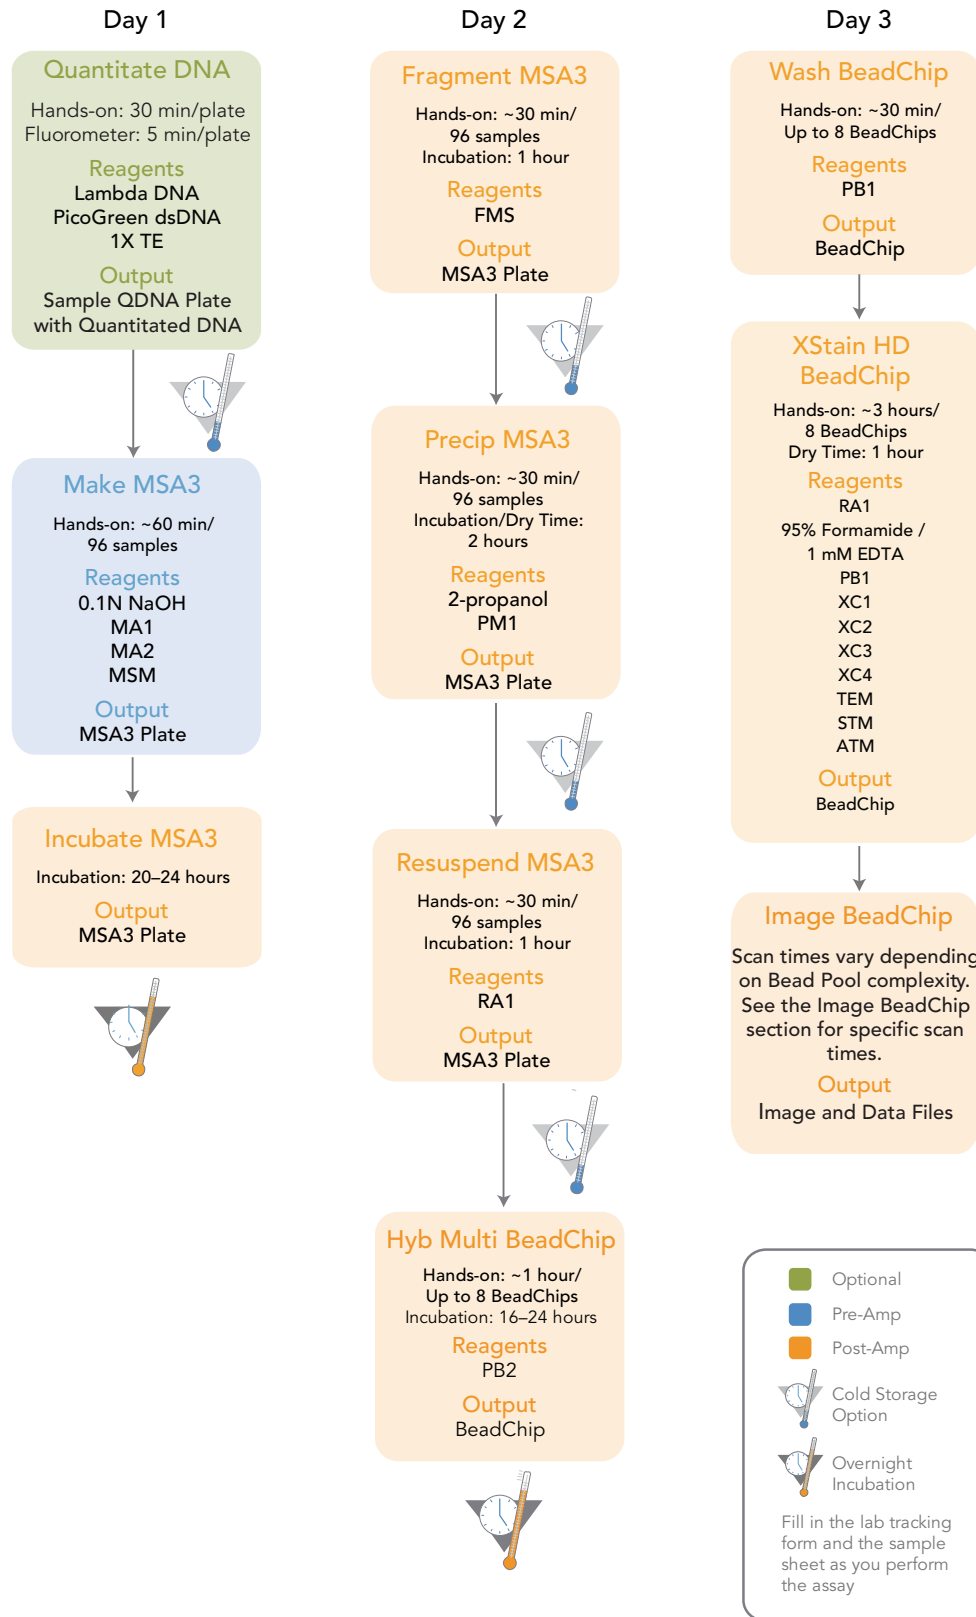 Day 1
Quantitate DNA
Hands-on: 30 min/plate
Fluorometer: 5 min/plate
Reagents
Lambda DNA
PicoGreen dsDNA
1X TE
Output
Sample QDNA Plate
with Quantitated DNA
Make MSA3
Hands-on: ~60 min/
96 samples
Reagents
0.1N NaOH
MA1
MA2
MSM
Output
MSA3 Plate
Incubate MSA3
Incubation: 20–24 hours
Output
MSA3 Plate
Day 2
Fragment MSA3
Hands-on: ~30 min/
96 samples
Incubation: 1 hour
Reagents
FMS
Output
MSA3 Plate
Precip MSA3
Hands-on: ~30 min/
96 samples
Incubation/Dry Time:
2 hours
Reagents
2-propanol
PM1
Output
MSA3 Plate
Resuspend MSA3
Hands-on: ~30 min/
96 samples
Incubation: 1 hour
Reagents
RA1
Output
MSA3 Plate
Hyb Multi BeadChip
Hands-on: ~1 hour/
Up to 8 BeadChips
Incubation: 16–24 hours
Reagents
PB2
Output
BeadChip
Day 3
Wash BeadChip
Hands-on: ~30 min/
Up to 8 BeadChips
Reagents
PB1
Output
BeadChip
XStain HD
BeadChip
Hands-on: ~3 hours/
8 BeadChips
Dry Time: 1 hour
Reagents
RA1
95% Formamide /
1 mM EDTA
PB1
XC1
XC2
XC3
XC4
TEM
STM
ATM
Output
BeadChip
Image BeadChip
Scan times vary depending
on Bead Pool complexity.
See the Image BeadChip
section for specific scan
times.
Output
Image and Data Files
Optional
Pre-Amp
Post-Amp
Cold Storage
Option
Overnight
Incubation
Fill in the lab tracking
form and the sample
sheet as you perform
the assay